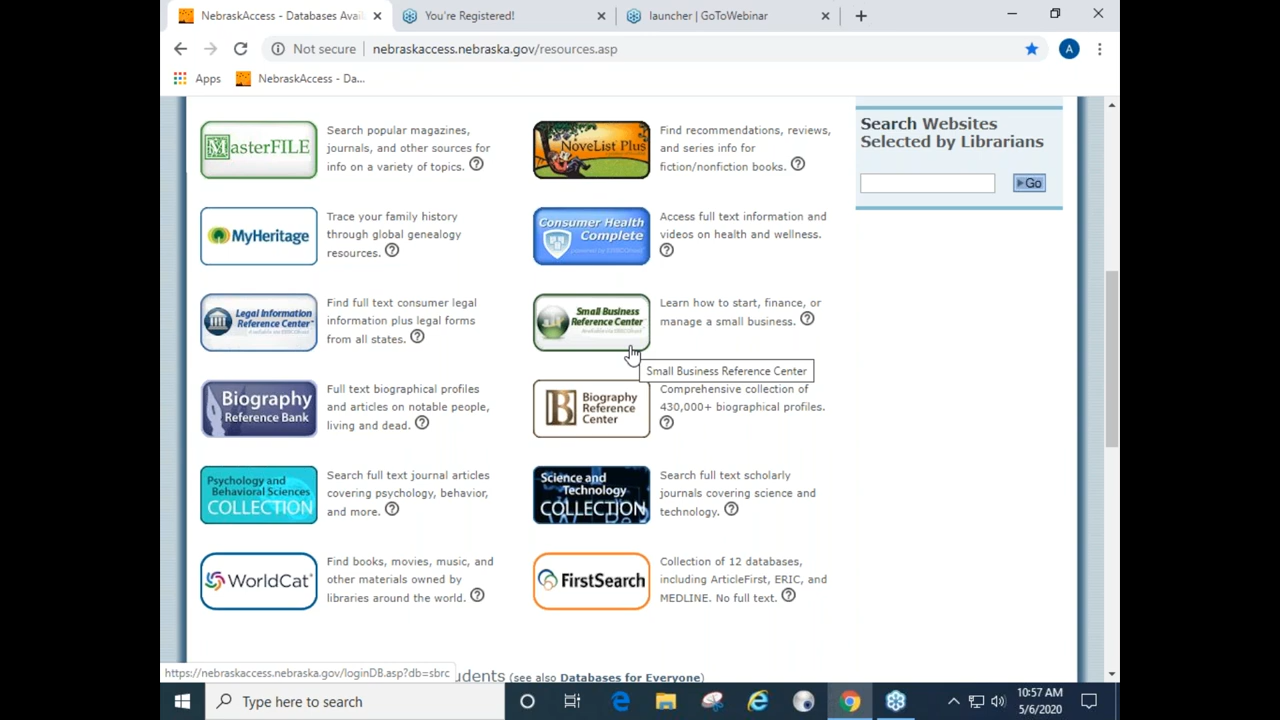 NebraskAccess - Databases Avail
You're Registered!
launcher | GoToWebinar
Not secure
nebraskaccess.nebraska.gov/resources.asp
A
Apps
NebraskAccess - Da...
MasterFILE
Search popular magazines,
journals, and other sources for
info on a variety of topics.
NoveList Plus
Find recommendations, reviews,
and series info for
fiction/nonfiction books.
Search Websites
Selected by Librarians
Go
MyHeritage
Trace your family history
through global genealogy
resources.
Consumer Health
Complete
Access full text information and
videos on health and wellness.
Legal Information
Reference Center
Find full text consumer legal
information plus legal forms
from all states.
Small Business
Reference Center
Learn how to start, finance, or
manage a small business.
Small Business Reference Center
Biography
Reference Bank
Full text biographical profiles
and articles on notable people,
living and dead.
Biography
Reference
Center
Comprehensive collection of
430,000+ biographical profiles.
Psychology and
Behavioral Sciences
COLLECTION
Search full text journal articles
covering psychology, behavior,
and more.
Science and
Technology
COLLECTION
Search full text scholarly
journals covering science and
technology.
WorldCat
Find books, movies, music, and
other materials owned by
libraries around the world.
FirstSearch
Collection of 12 databases,
including ArticleFirst, ERIC, and
MEDLINE. No full text.
https://nebraskaccess.nebraska.gov/loginDB.asp?db=sbrc
udents (see also Databases for Everyone)
Type here to search
10:57 AM
5/6/2020